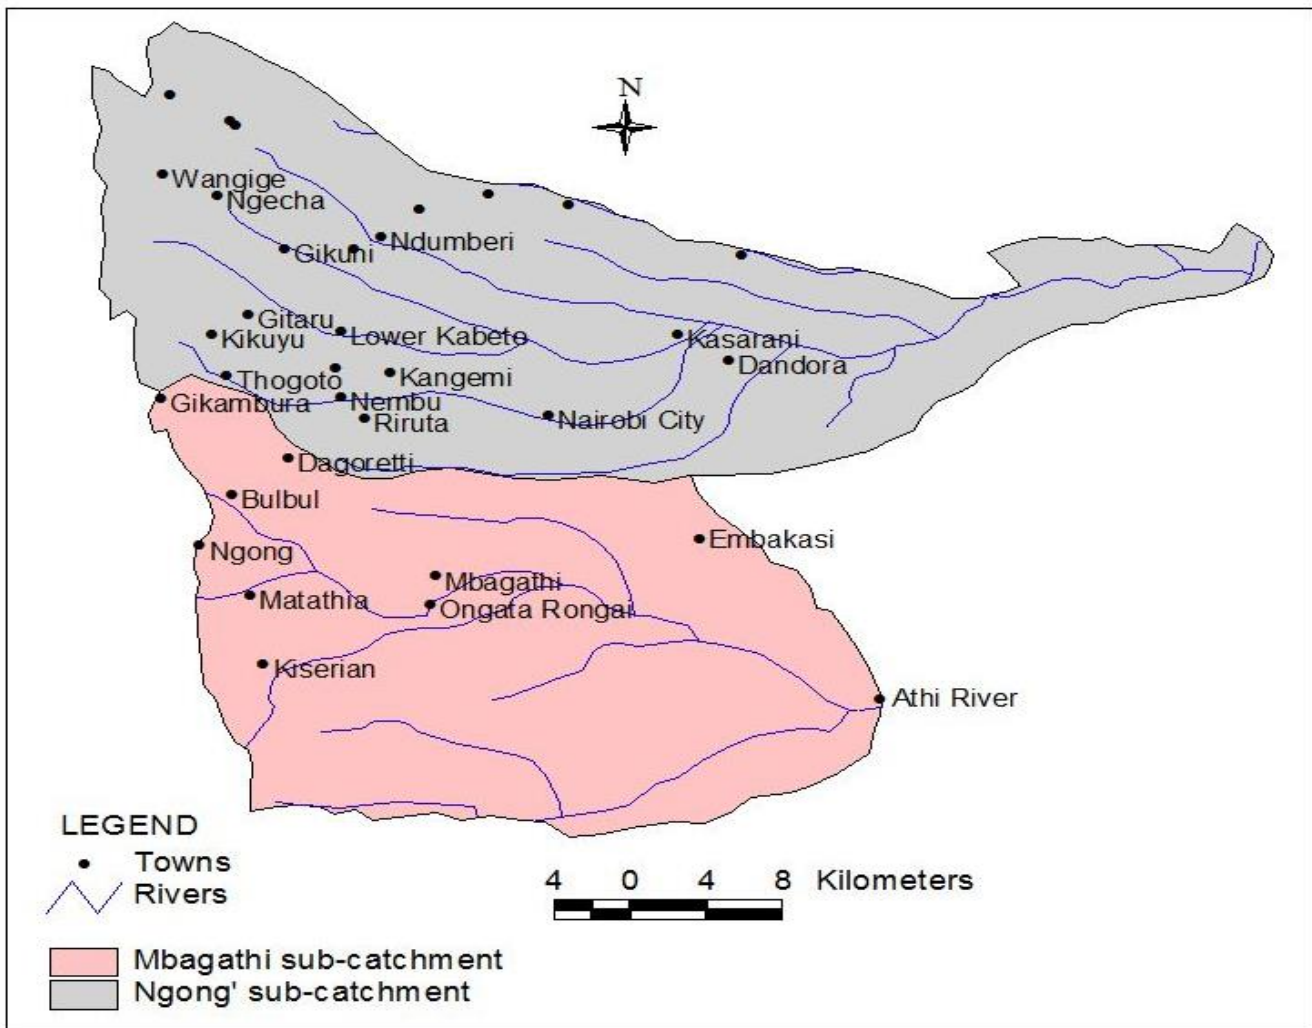 N
Wangige
Ngecha
Ndumberi
Gikuni
Gitaru
Lower Kabete
Kikuyu
Kasarani
Dandora
Thogoto
Kangemi
Gikambura
Nembu
Riruta
Nairobi City
Dagoretti
Bulbul
Embakasi
Ngong
Mbagathi
Matathia
Ongata Rongai
Kiserian
Athi River
LEGEND
Towns
Rivers
4 0 4 8 Kilometers
Mbagathi sub-catchment
Ngong' sub-catchment